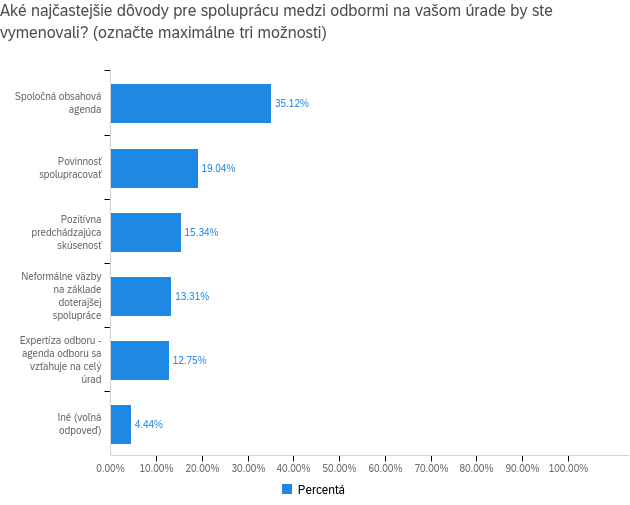 Aké najčastejšie dôvody pre spoluprácu medzi odbormi na vašom úrade by ste
vymenovali? (označte maximálne tri možnosti)
Spoločná obsahová
agenda
35.12%
Povinnosť
spolupracovať
19.04%
Pozitívna
predchádzajúca
skúsenosť
15.34%
Neformálne väzby
na základe
doterajšej
spolupráce
13.31%
Expertíza odboru -
agenda odboru sa
vzťahuje na celý
úrad
12.75%
Iné (voľná
odpoveď)
4.44%
0.00% 10.00% 20.00% 30.00% 40.00% 50.00% 60.00% 70.00% 80.00% 90.00% 100.00%
Percentá